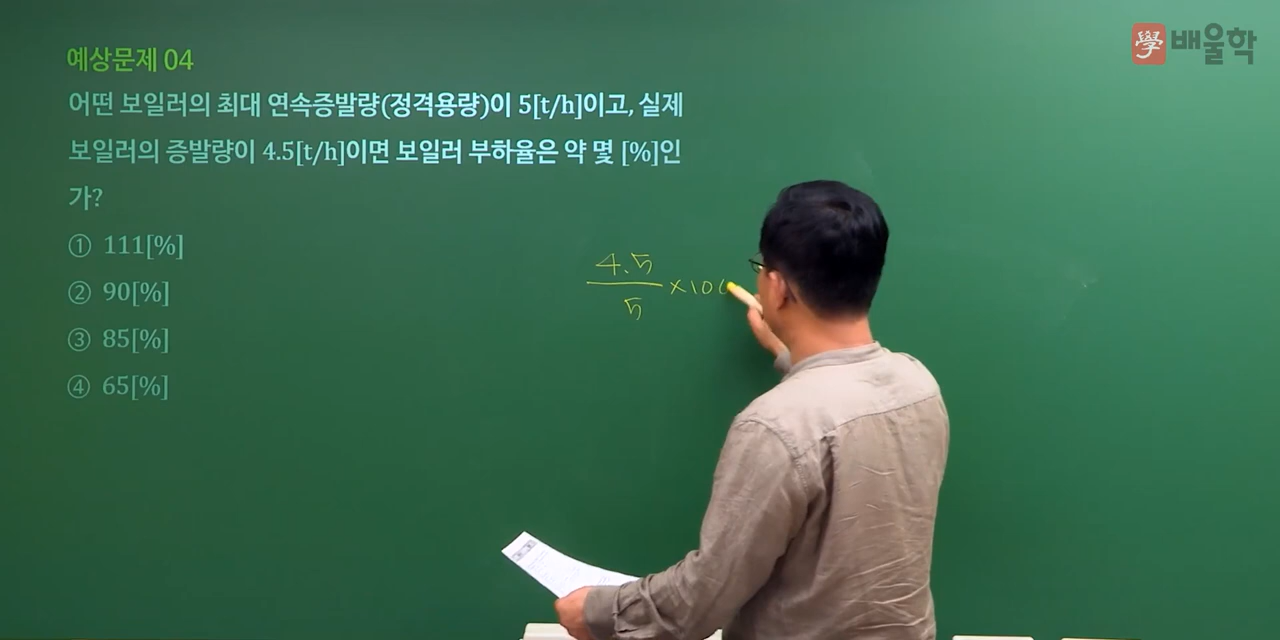 學 배울학
예상문제 04
어떤 보일러의 최대 연속증발량(정격용량)이 5[t/h]이고, 실제
보일러의 증발량이 4.5[t/h]이면 보일러 부하율은 약 몇 [%]인
가?
① 111[%]
② 90[%]
③ 85[%]
④ 65[%]
4.5
5
×100